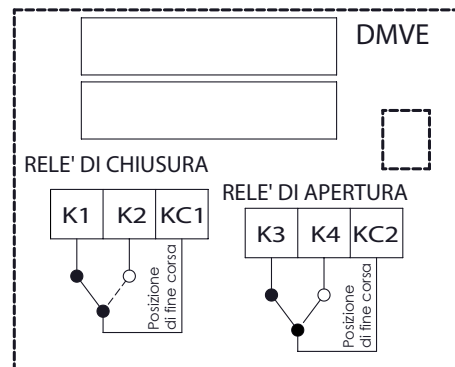 DMVE
RELE' DI CHIUSURA
K1 K2 KC1
Posizione
di fine corsa
RELE' DI APERTURA
K3 K4 KC2
Posizione
di fine corsa